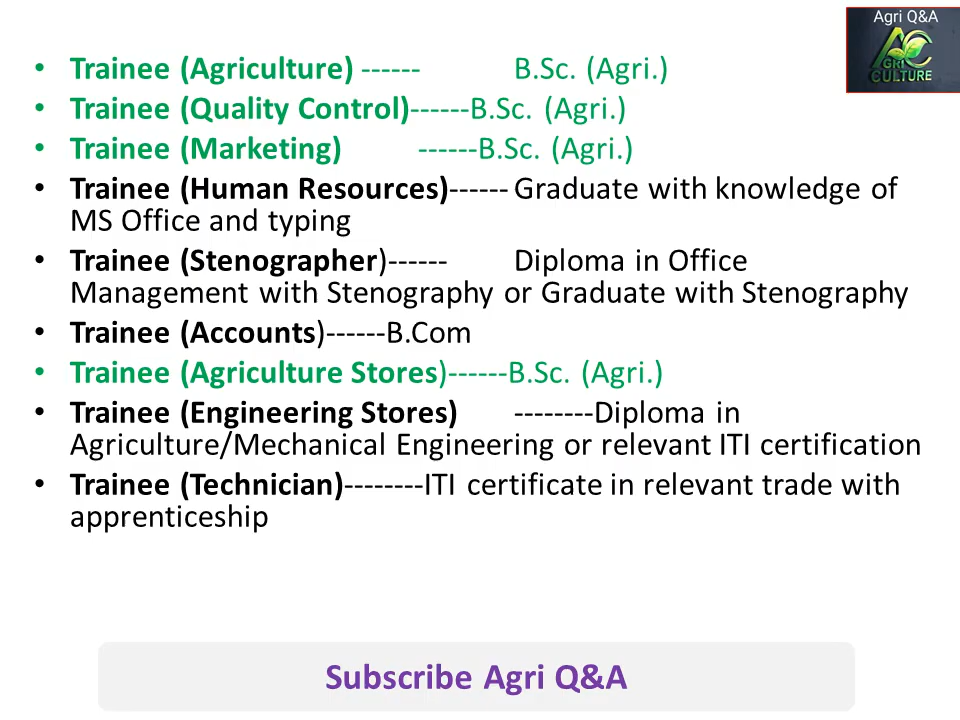 Agri Q&A
AGRI
CULTURE
• Trainee (Agriculture) ------ B.Sc. (Agri.)
• Trainee (Quality Control)------B.Sc. (Agri.)
• Trainee (Marketing) ------B.Sc. (Agri.)
• Trainee (Human Resources)------ Graduate with knowledge of
MS Office and typing
• Trainee (Stenographer)------ Diploma in Office
Management with Stenography or Graduate with Stenography
• Trainee (Accounts)------B.Com
• Trainee (Agriculture Stores)------B.Sc. (Agri.)
• Trainee (Engineering Stores) --------Diploma in
Agriculture/Mechanical Engineering or relevant ITI certification
• Trainee (Technician)--------ITI certificate in relevant trade with
apprenticeship
Subscribe Agri Q&A